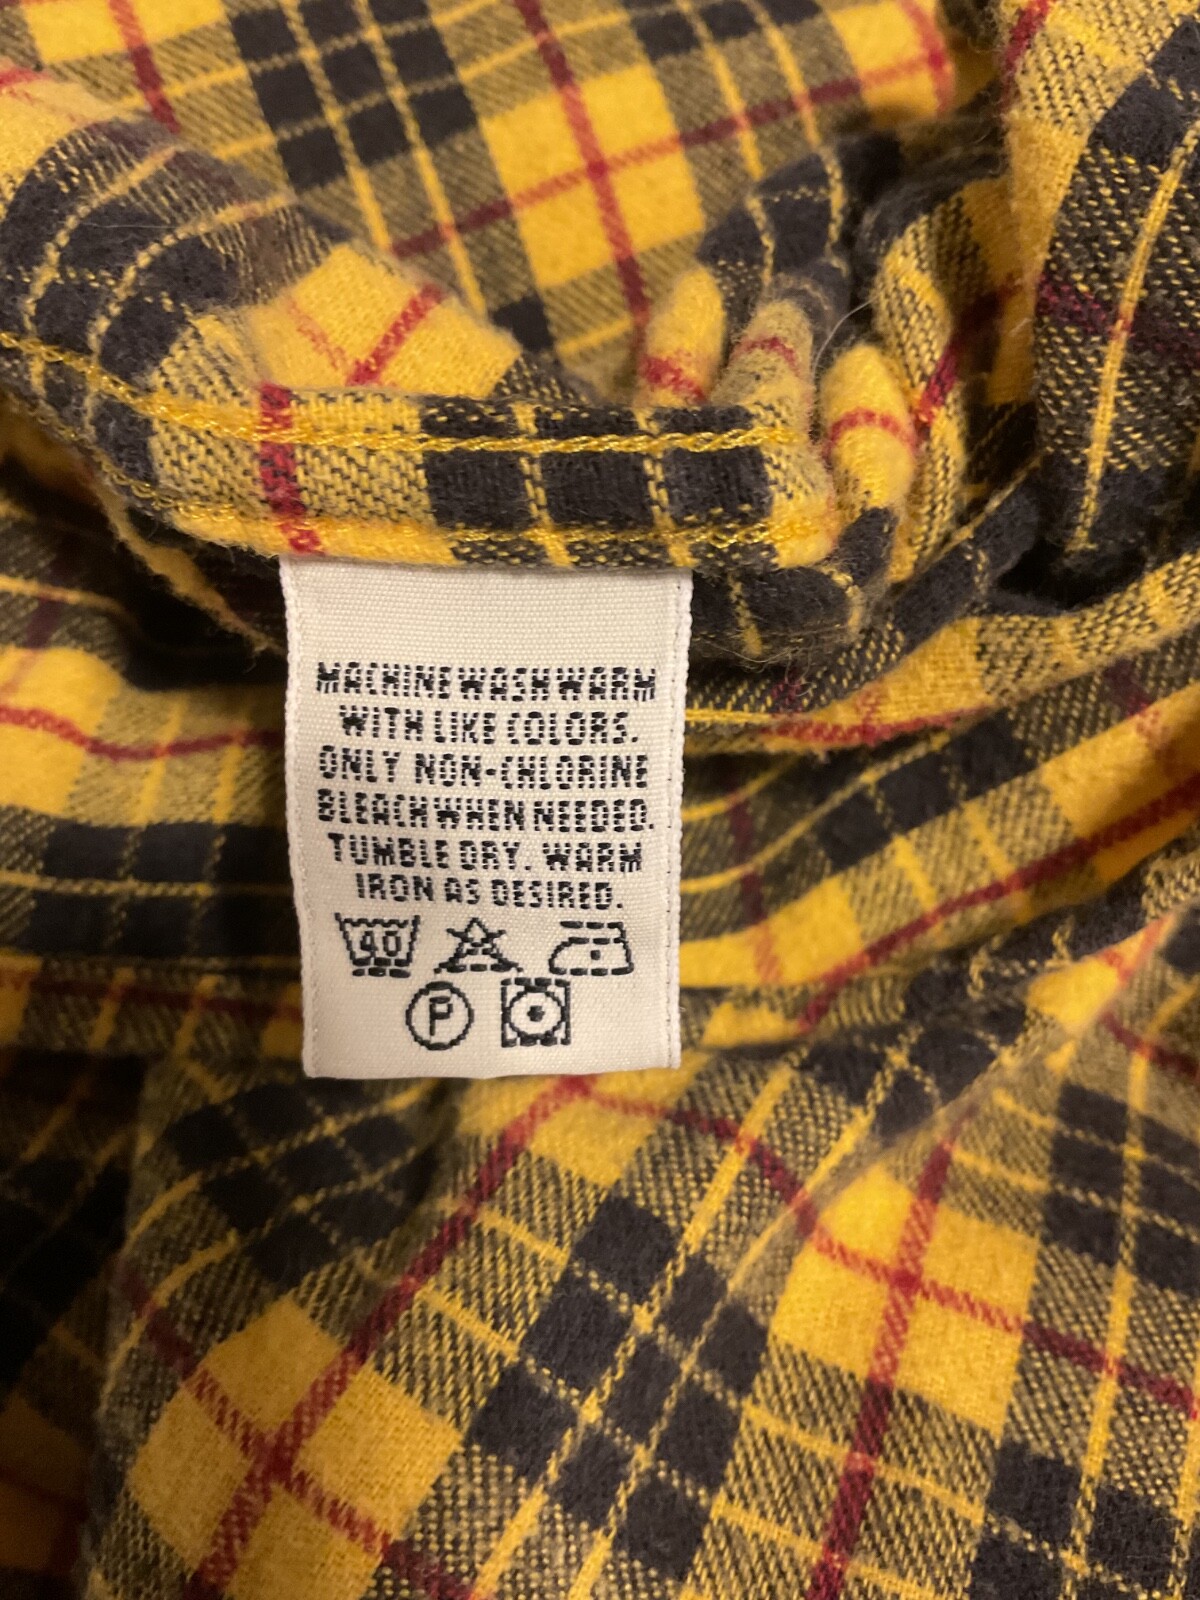 MACHINE WASH WARM
WITH LIKE COLORS.
ONLY NON-CHLORINE
BLEACH WHEN NEEDED.
TUMBLE DRY. WARM
IRON AS DESIRED.
40
P